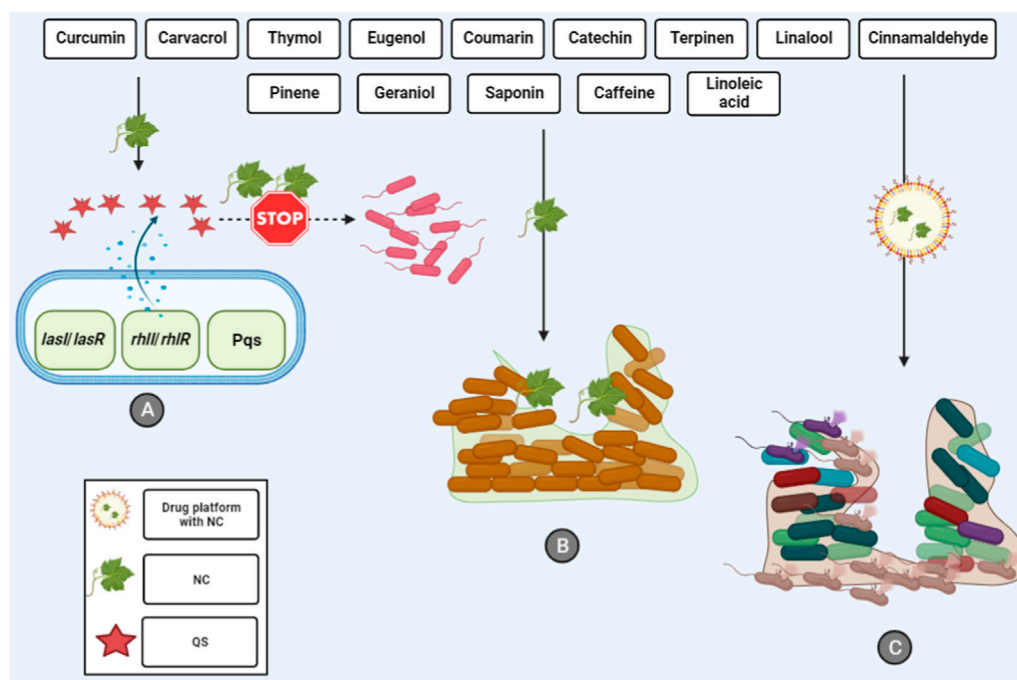 Curcumin
Carvacrol
Thymol
Eugenol
Coumarin
Catechin
Terpinen
Linalool
Cinnamaldehyde
Pinene
Geraniol
Saponin
Caffeine
Linoleic
acid
STOP
lasI/lasR
rhlI/rhlR
Pqs
A
B
C
Drug platform
with NC
NC
QS